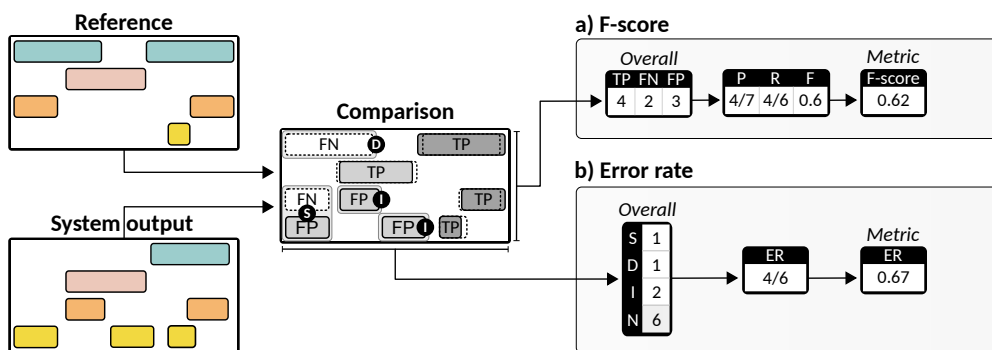 Reference
System output
Comparison
FN D TP
TP
FN FP I TP
S
FP FP I TP
a) F-score
Overall
TP FN FP
4 2 3
P R F
4/7 4/6 0.6
Metric
F-score
0.62
b) Error rate
Overall
S 1
D 1
I 2
N 6
ER
4/6
Metric
ER
0.67